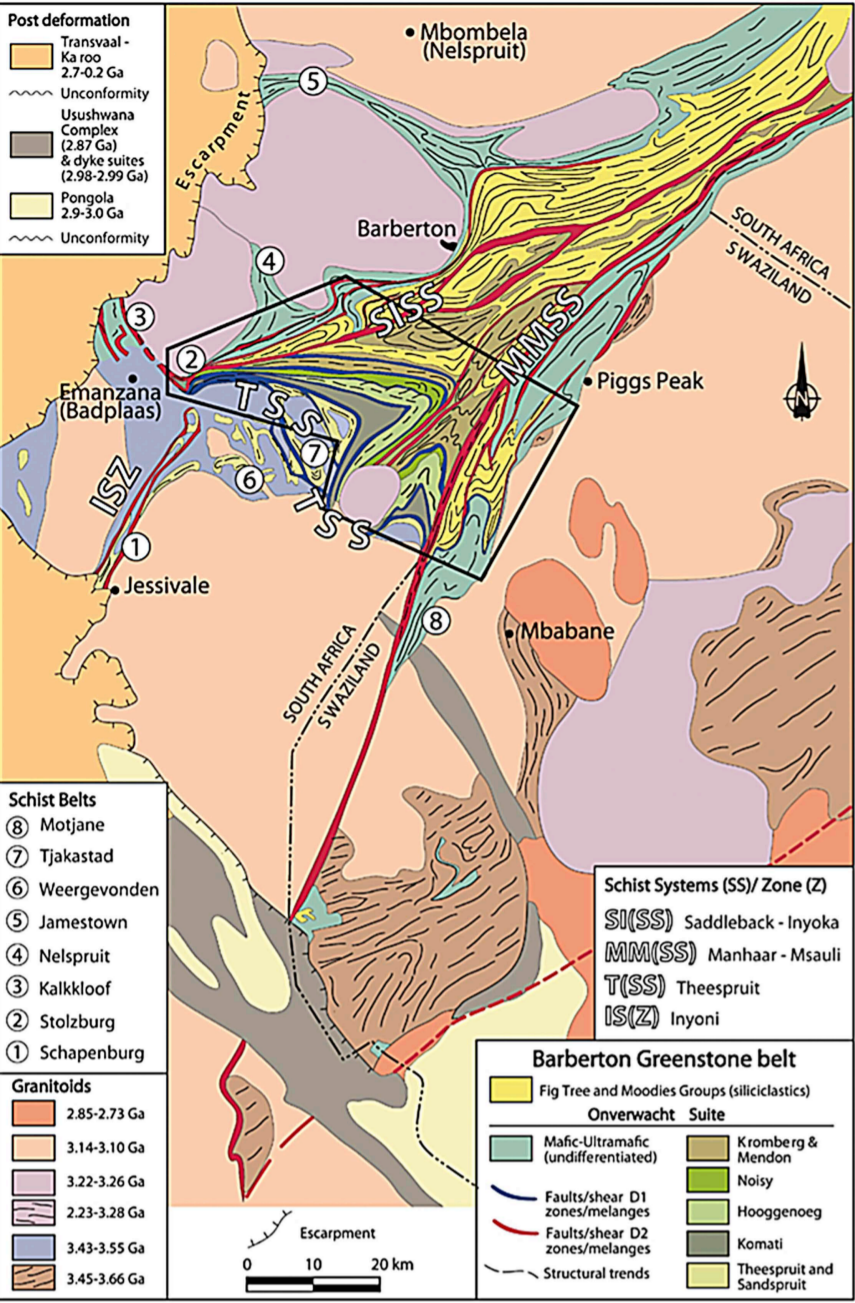 Post deformation
Transvaal -
Ka roo
2.7-0.2 Ga
Unconformity
Usushwana
Complex
(2.87 Ga)
& dyke suites
(2.98-2.99 Ga)
Pongola
2.9-3.0 Ga
Unconformity
Mbombela
(Nelspruit)
5
Escarpment
Barberton
SOUTH AFRICA
SWAZILAND
4
3
SISS
MMSS
2
Emanzana
(Badplaas)
Piggs Peak
N
TSS
7
6
ISZ
TSS
1
Jessivale
8
Mbabane
SOUTH AFRICA
SWAZILAND
Schist Belts
8 Motjane
7 Tjakastad
6 Weergevonden
5 Jamestown
4 Nelspruit
3 Kalkkloof
2 Stolzburg
1 Schapenburg
Granitoids
2.85-2.73 Ga
3.14-3.10 Ga
3.22-3.26 Ga
2.23-3.28 Ga
3.43-3.55 Ga
3.45-3.66 Ga
Escarpment
0 10 20 km
Schist Systems (SS)/ Zone (Z)
SI(SS) Saddleback - Inyoka
MM(SS) Manhaar - Msauli
T(SS) Theespruit
IS(Z) Inyoni
Barberton Greenstone belt
Fig Tree and Moodies Groups (siliciclastics)
Onverwacht Suite
Mafic-Ultramafic
(undifferentiated)
Faults/shear D1
zones/melanges
Faults/shear D2
zones/melanges
Structural trends
Kromberg &
Mendon
Noisy
Hooggenoeg
Komati
Theespruit and
Sandspruit